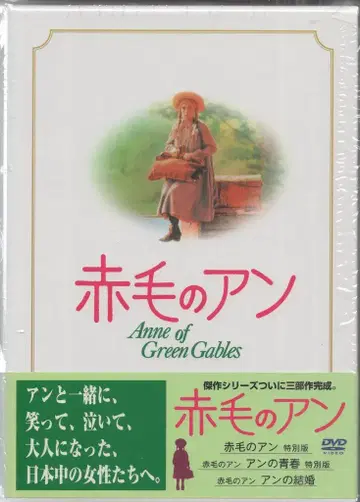 赤毛のアン
Anne of
Green Gables
アンと一緒に、
笑って、泣いて、
大人になった、
日本中の女性たちへ。
傑作シリーズついに三部作完成。
赤毛のアン
赤毛のアン 特別版
赤毛のアン アンの青春 特別版
赤毛のアン アンの結婚
DVD